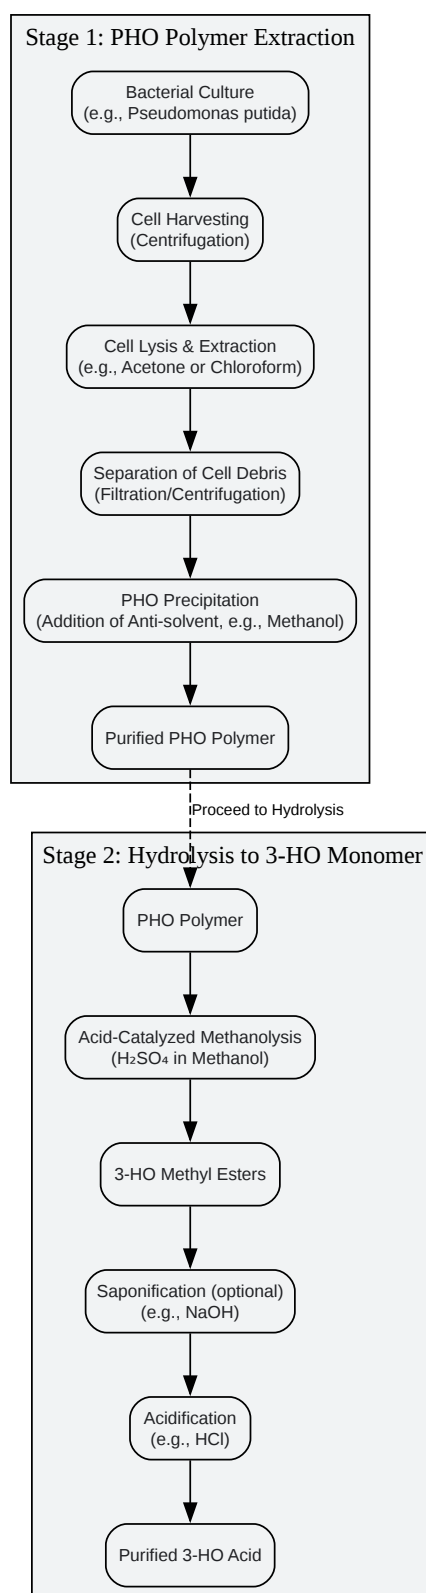 Stage 1: PHO Polymer Extraction
Bacterial Culture
(e.g., Pseudomonas putida)
Cell Harvesting
(Centrifugation)
Cell Lysis & Extraction
(e.g., Acetone or Chloroform)
Separation of Cell Debris
(Filtration/Centrifugation)
PHO Precipitation
(Addition of Anti-solvent, e.g., Methanol)
Purified PHO Polymer
Proceed to Hydrolysis
Stage 2: Hydrolysis to 3-HO Monomer
PHO Polymer
Acid-Catalyzed Methanolysis
(H₂SO₄ in Methanol)
3-HO Methyl Esters
Saponification (optional)
(e.g., NaOH)
Acidification
(e.g., HCl)
Purified 3-HO Acid